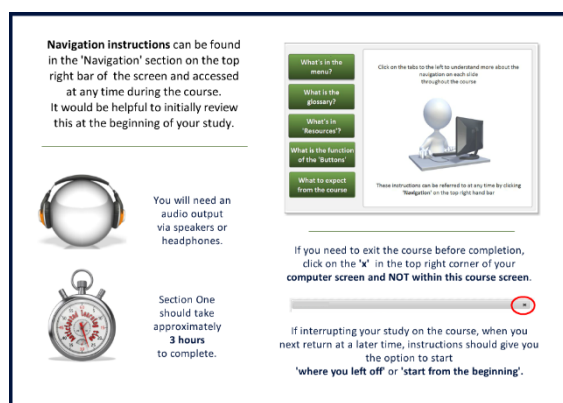 Navigation instructions can be found
in the 'Navigation' section on the top
right bar of the screen and accessed
at any time during the course.
It would be helpful to initially review
this at the beginning of your study.
You will need an
audio output
via speakers or
headphones.
Section One
should take
approximately
3 hours
to complete.
What's in the
menu?
What is the
glossary?
What's in
'Resources'?
What is the function
of the 'Buttons'
What to expect
from the course
Click on the tabs to the left to understand more about the
navigation on each slide
throughout the course
These instructions can be referred to at any time by clicking
'Navigation' on the top right hand bar
If you need to exit the course before completion,
click on the 'x' in the top right corner of your
computer screen and NOT within this course screen.
x
If interrupting your study on the course, when you
next return at a later time, instructions should give you
the option to start
'where you left off' or 'start from the beginning'.